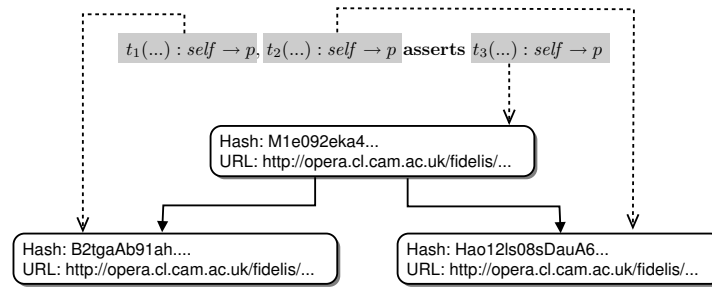 t₁(...) : self → p, t₂(...) : self → p asserts t₃(...) : self → p
Hash: M1e092eka4...
URL: http://opera.cl.cam.ac.uk/fidelis/...
Hash: B2tgaAb91ah....
URL: http://opera.cl.cam.ac.uk/fidelis/...
Hash: Hao12ls08sDauA6...
URL: http://opera.cl.cam.ac.uk/fidelis/...